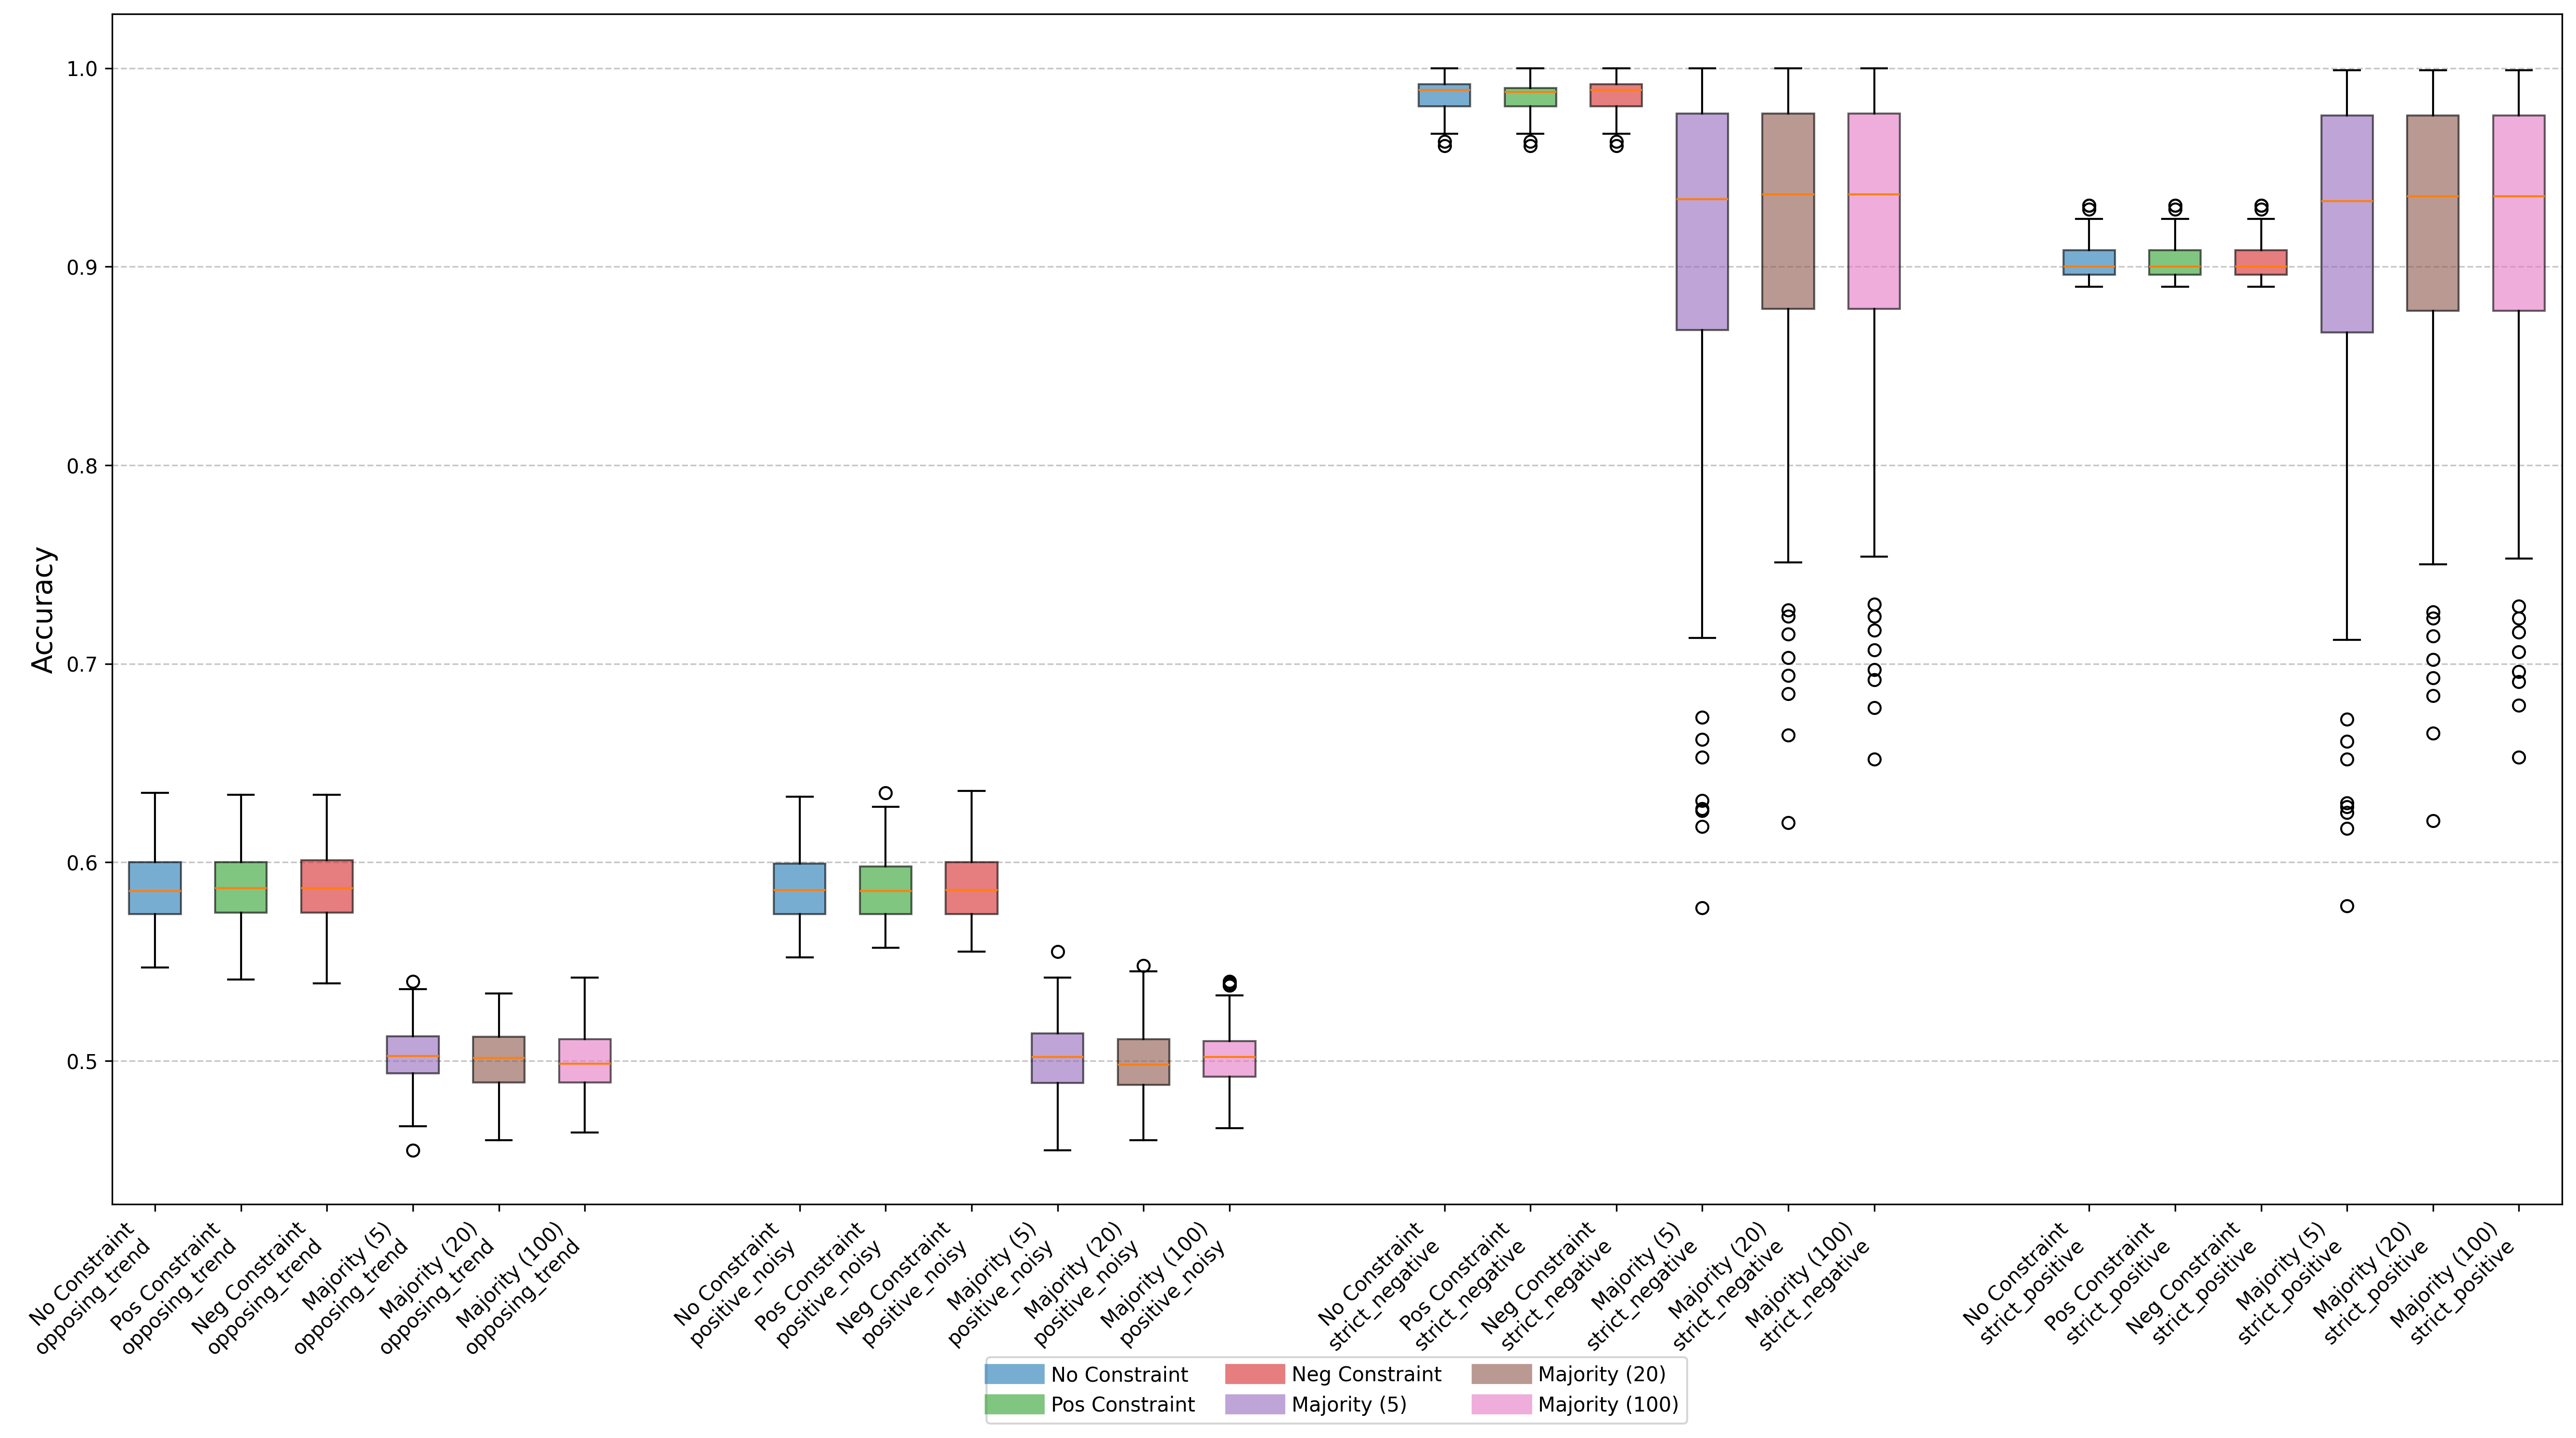 1.0
0.9
0.8
0.7
0.6
0.5
Accuracy
No Constraint
opposing_trend
Pos Constraint
opposing_trend
Neg Constraint
opposing_trend
Majority (5)
opposing_trend
Majority (20)
opposing_trend
Majority (100)
opposing_trend
No Constraint
positive_noisy
Pos Constraint
positive_noisy
Neg Constraint
positive_noisy
Majority (5)
positive_noisy
Majority (20)
positive_noisy
Majority (100)
positive_noisy
No Constraint
strict_negative
Pos Constraint
strict_negative
Neg Constraint
strict_negative
Majority (5)
strict_negative
Majority (20)
strict_negative
Majority (100)
strict_negative
No Constraint
strict_positive
Pos Constraint
strict_positive
Neg Constraint
strict_positive
Majority (5)
strict_positive
Majority (20)
strict_positive
Majority (100)
strict_positive
No Constraint
Pos Constraint
Neg Constraint
Majority (5)
Majority (20)
Majority (100)